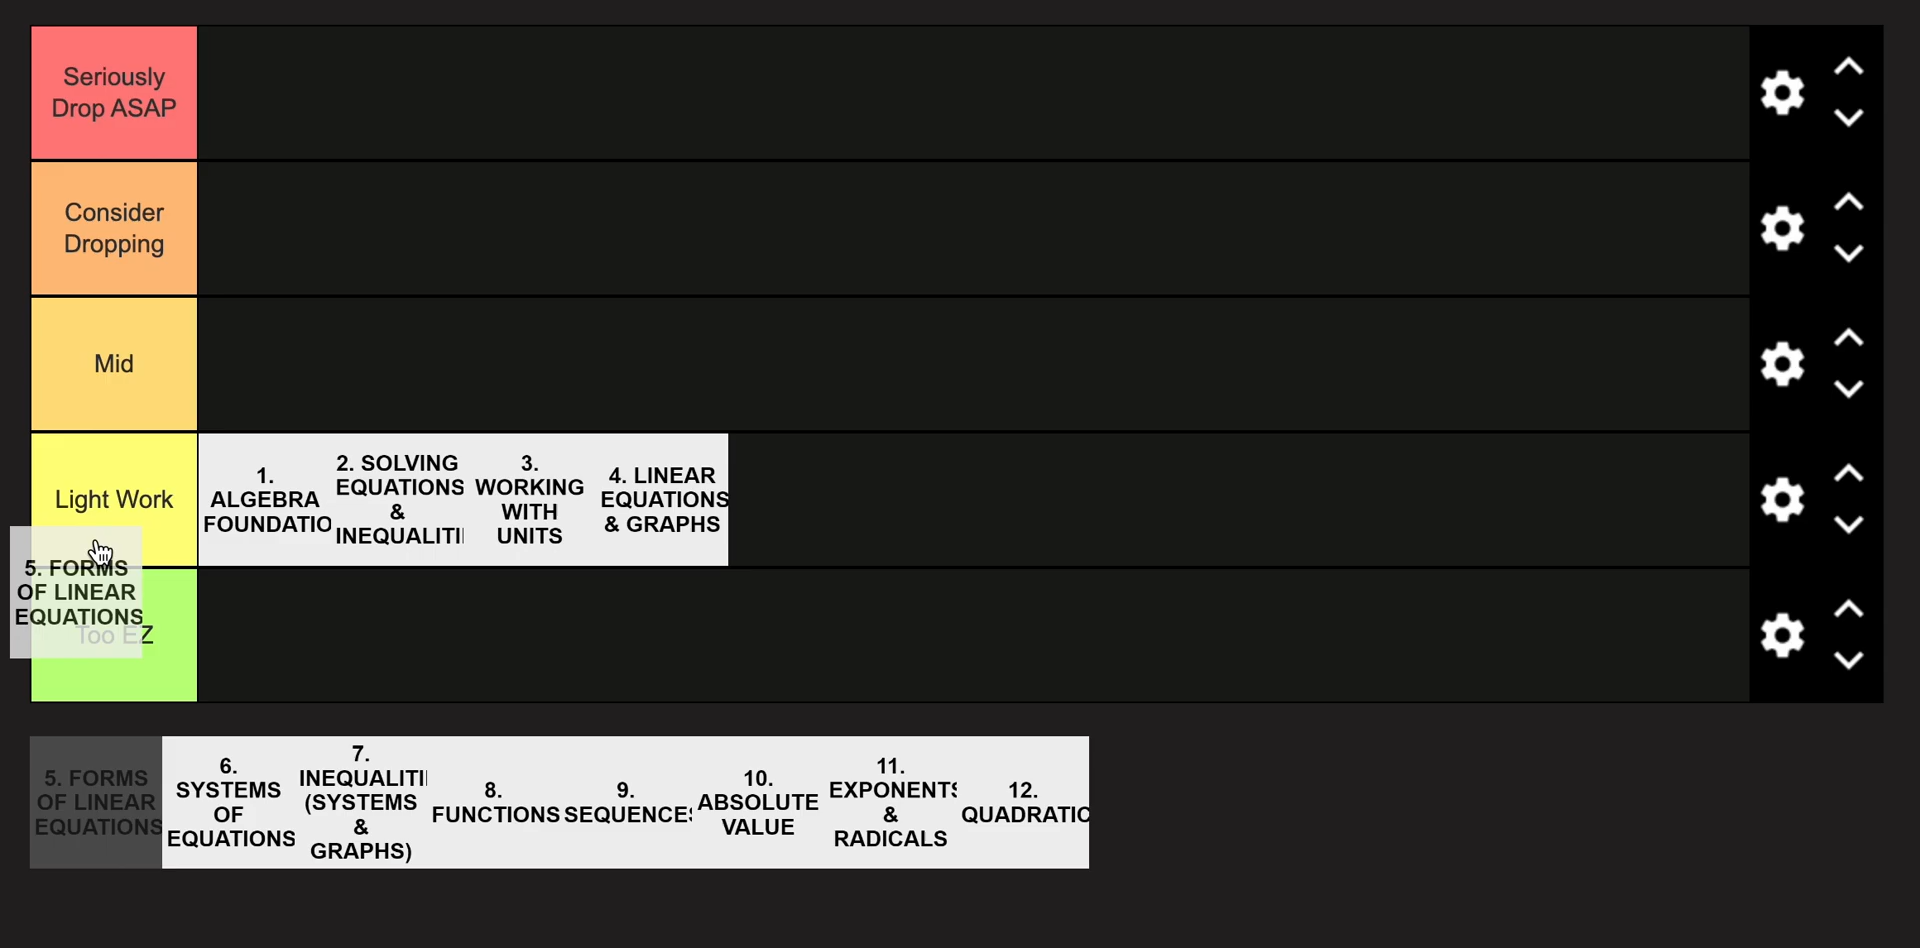 Seriously
Drop ASAP
Consider
Dropping
Mid
Light Work
1.
ALGEBRA
FOUNDATIO
2. SOLVING
EQUATIONS
&
INEQUALITI
3.
WORKING
WITH
UNITS
4. LINEAR
EQUATIONS
& GRAPHS
5. FORMS
OF LINEAR
EQUATIONS
Too EZ
5. FORMS
OF LINEAR
EQUATIONS
6.
SYSTEMS
OF
EQUATIONS
7.
INEQUALITI
(SYSTEMS
&
GRAPHS)
8.
FUNCTIONS
9.
SEQUENCES
10.
ABSOLUTE
VALUE
11.
EXPONENTS
&
RADICALS
12.
QUADRATIC